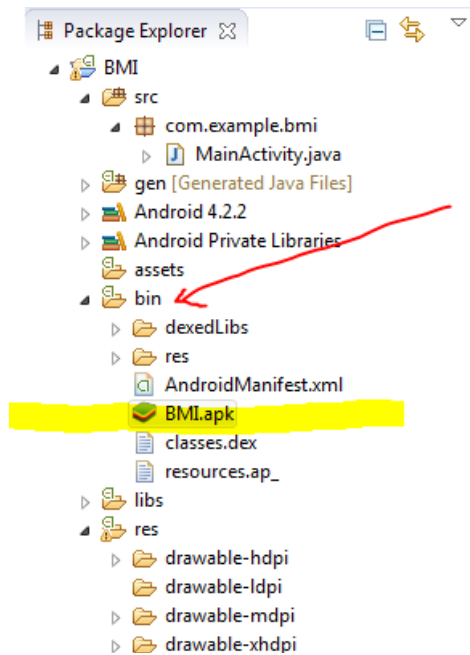 Package Explorer
BMI
src
com.example.bmi
MainActivity.java
gen [Generated Java Files]
Android 4.2.2
Android Private Libraries
assets
bin
dexedLibs
res
AndroidManifest.xml
BMI.apk
classes.dex
resources.ap_
libs
res
drawable-hdpi
drawable-ldpi
drawable-mdpi
drawable-xhdpi